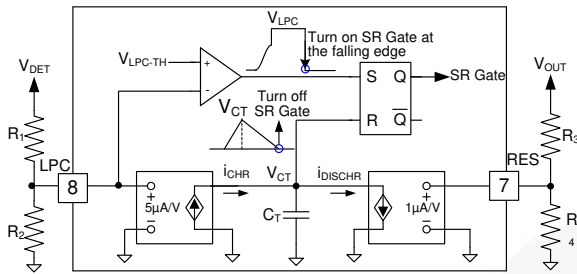 V_LPC
Turn on SR Gate at
the falling edge
V_LPC-TH
+
-
S
Q
SR Gate
R
Q̅
V_DET
V_OUT
V_CT
Turn off
SR Gate
R1
R3
LPC
8
i_CHR
V_CT
i_DISCHR
RES
7
5µA/V
+
−
C_T
1µA/V
+
−
R2
R
4